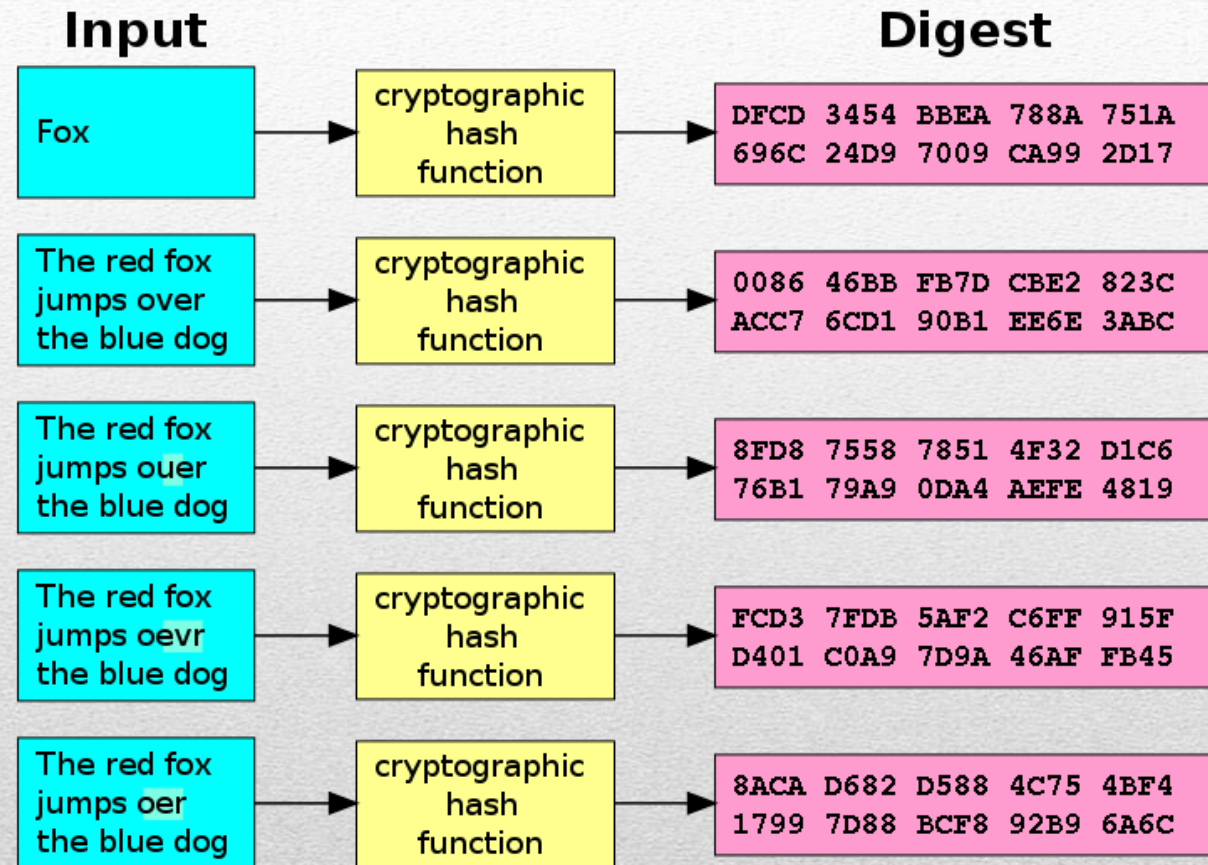 Input
Digest
Fox
cryptographic
hash
function
DFCD 3454 BBEA 788A 751A
696C 24D9 7009 CA99 2D17
The red fox
jumps over
the blue dog
cryptographic
hash
function
0086 46BB FB7D CBE2 823C
ACC7 6CD1 90B1 EE6E 3ABC
The red fox
jumps ouer
the blue dog
cryptographic
hash
function
8FD8 7558 7851 4F32 D1C6
76B1 79A9 0DA4 AEFE 4819
The red fox
jumps oevr
the blue dog
cryptographic
hash
function
FCD3 7FDB 5AF2 C6FF 915F
D401 C0A9 7D9A 46AF FB45
The red fox
jumps oer
the blue dog
cryptographic
hash
function
8ACA D682 D588 4C75 4BF4
1799 7D88 BCF8 92B9 6A6C